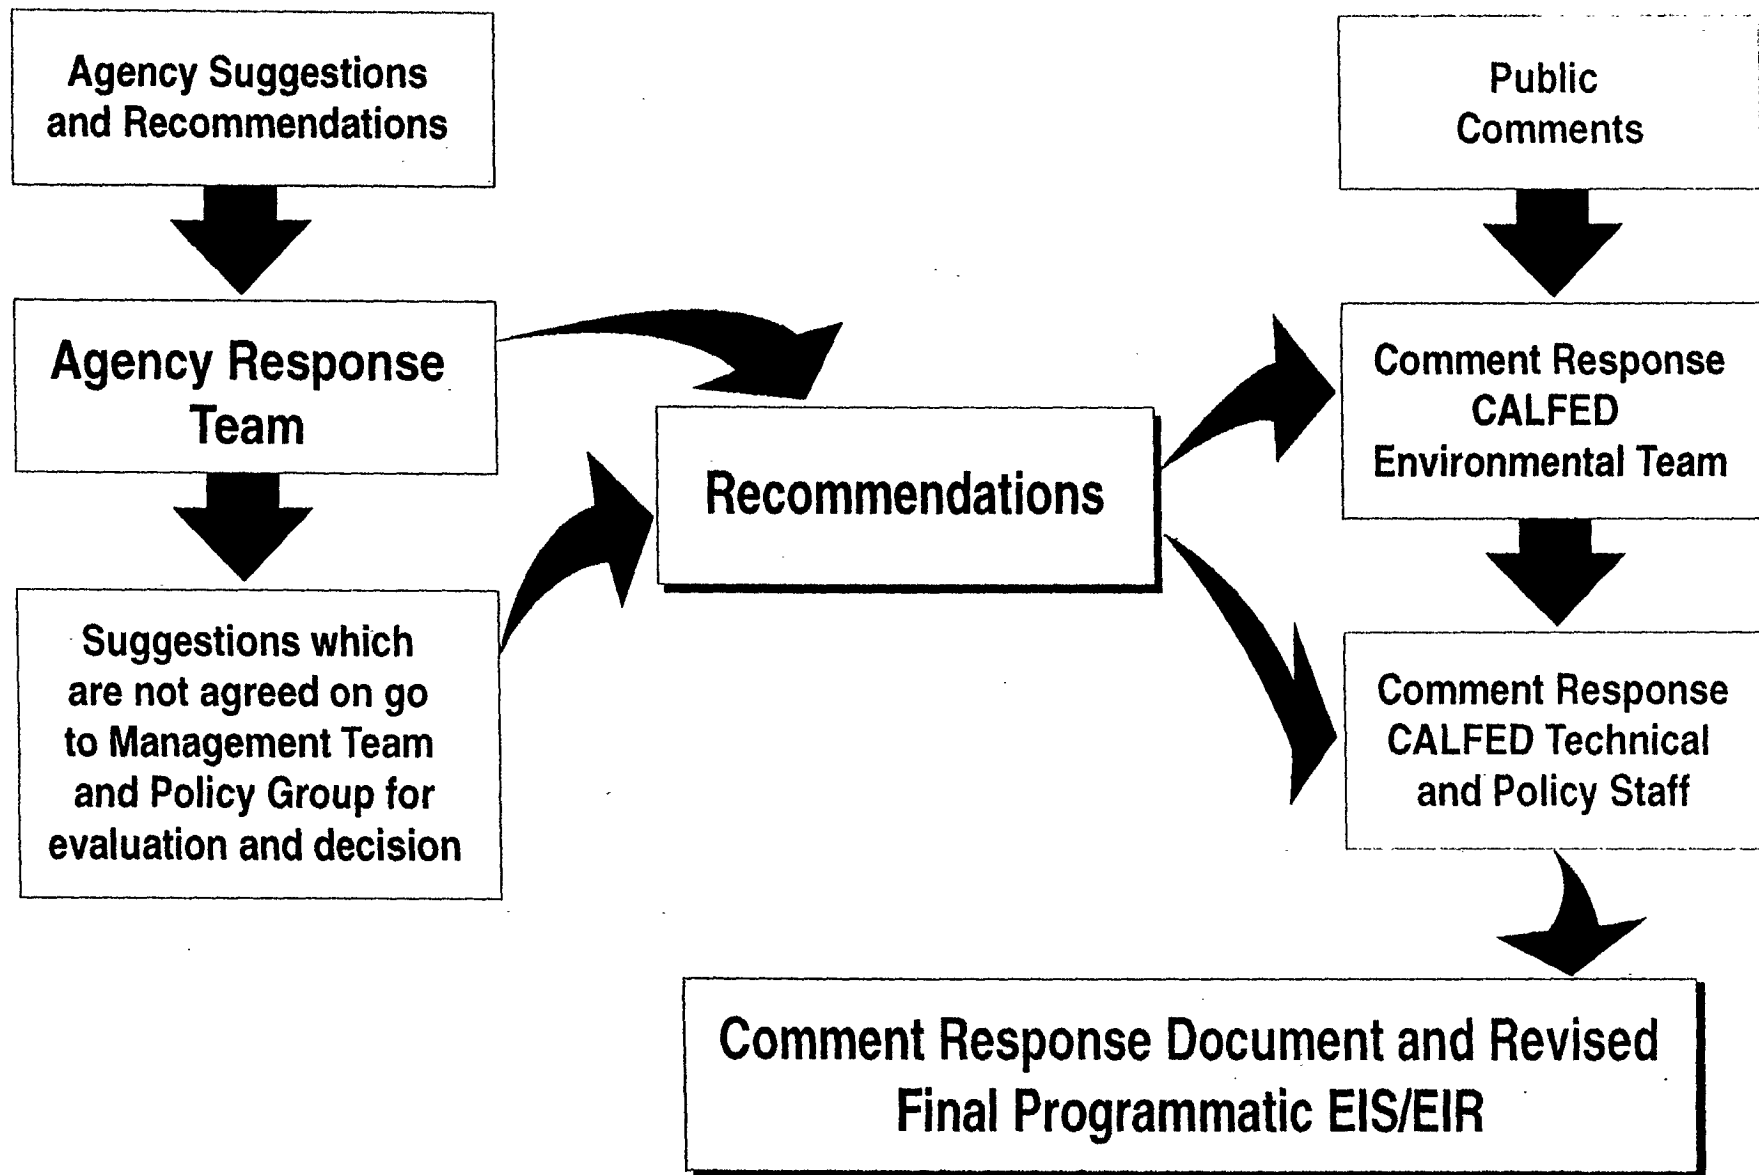 Agency Suggestions
and Recommendations
Public
Comments
Agency Response
Team
Comment Response
CALFED
Environmental Team
Recommendations
Suggestions which
are not agreed on go
to Management Team
and Policy Group for
evaluation and decision
Comment Response
CALFED Technical
and Policy Staff
Comment Response Document and Revised
Final Programmatic EIS/EIR